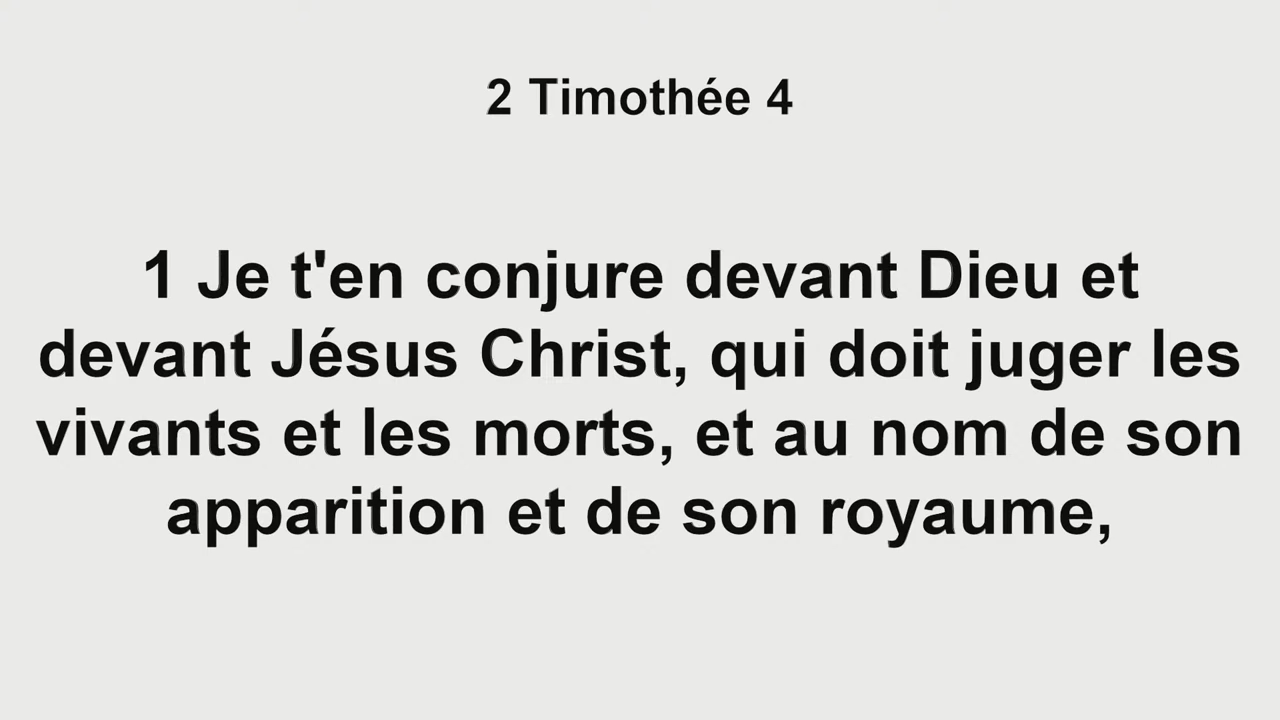 2 Timothée 4
1 Je t'en conjure devant Dieu et
devant Jésus Christ, qui doit juger les
vivants et les morts, et au nom de son
apparition et de son royaume,